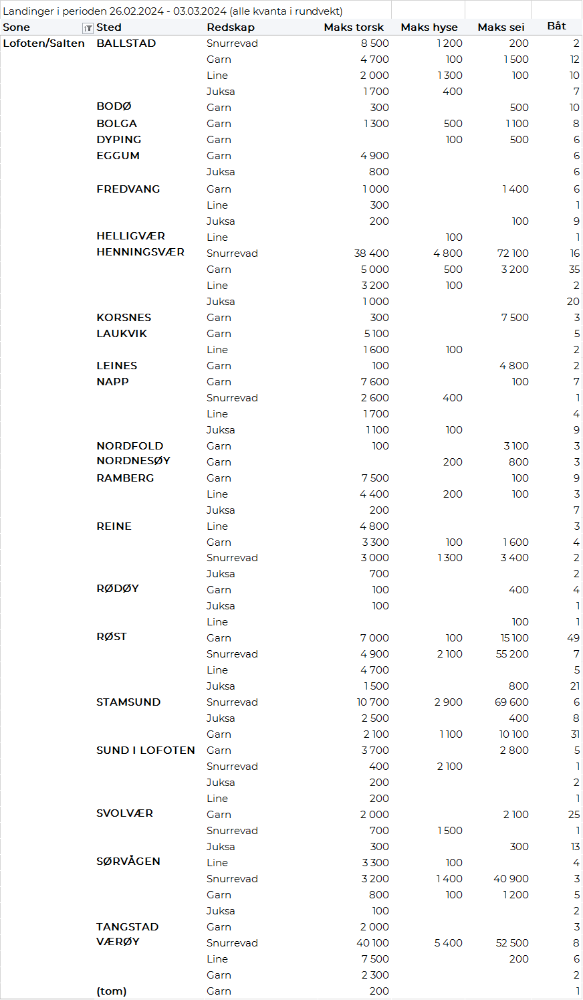 Landinger i perioden 26.02.2024 - 03.03.2024 (alle kvanta i rundvekt)
Sone Sted Redskap Maks torsk Maks hyse Maks sei Båt
Lofoten/Salten BALLSTAD Snurrevad 8 500 1 200 200 2
Garn 4 700 100 1 500 12
Line 2 000 1 300 100 10
Juksa 1 700 400 7
BODØ Garn 300 500 10
BOLGA Garn 1 300 500 1 100 8
DYPING Garn 100 500 6
EGGUM Garn 4 900 6
Juksa 800 6
FREDVANG Garn 1 000 1 400 6
Line 300 1
Juksa 200 100 9
HELLIGVÆR Line 100 1
HENNINGSVÆR Snurrevad 38 400 4 800 72 100 16
Garn 5 000 500 3 200 35
Line 3 200 100 2
Juksa 1 000 20
KORSNES Garn 300 7 500 3
LAUKVIK Garn 5 100 5
Line 1 600 100 2
LEINES Garn 100 4 800 2
NAPP Garn 7 600 100 7
Snurrevad 2 600 400 1
Line 1 700 4
Juksa 1 100 100 9
NORDFOLD Garn 100 3 100 3
NORDNESØY Garn 200 800 3
RAMBERG Garn 7 500 100 9
Line 4 400 200 100 3
Juksa 200 7
REINE Line 4 800 3
Garn 3 300 100 1 600 4
Snurrevad 3 000 1 300 3 400 2
Juksa 700 2
RØDØY Garn 100 400 4
Juksa 100 1
Line 100 1
RØST Garn 7 000 100 15 100 49
Snurrevad 4 900 2 100 55 200 7
Line 4 700 5
Juksa 1 500 800 21
STAMSUND Snurrevad 10 700 2 900 69 600 6
Juksa 2 500 400 8
Garn 2 100 1 100 10 100 31
SUND I LOFOTEN Garn 3 700 2 800 5
Snurrevad 400 2 100 1
Juksa 200 2
Line 200 1
SVOLVÆR Garn 2 000 2 100 25
Snurrevad 700 1 500 1
Juksa 300 300 13
SØRVÅGEN Line 3 300 100 4
Snurrevad 3 200 1 400 40 900 3
Garn 800 100 1 200 5
Juksa 100 2
TANGSTAD Garn 2 000 3
VÆRØY Snurrevad 40 100 5 400 52 500 8
Line 7 500 200 6
Garn 2 300 2
(tom) Garn 200 1